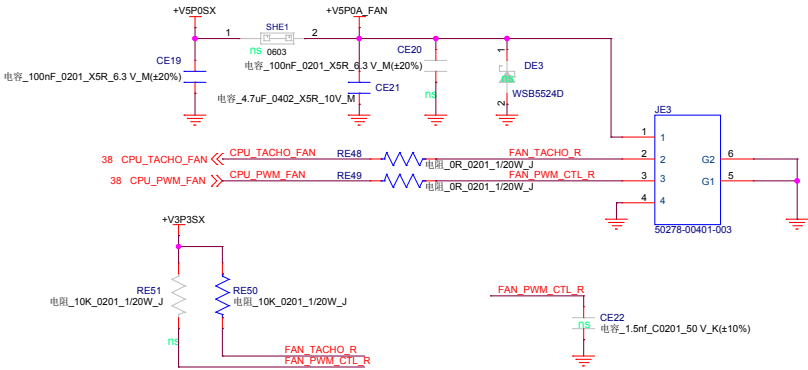 +V5P0SX
+V5P0A_FAN
1
SHE1
2
ns
0603
CE19
电容_100nF_0201_X5R_6.3 V_M(±20%)
CE20
电容_100nF_0201_X5R_6.3 V_M(±20%)
ns
CE21
电容_4.7uF_0402_X5R_10V_M
1
DE3
ns
2
WSB5524D
JE3
1
1
38
CPU_TACHO_FAN
CPU_TACHO_FAN
RE48
电阻_0R_0201_1/20W_J
FAN_TACHO_R
2
2
G2
6
38
CPU_PWM_FAN
CPU_PWM_FAN
RE49
电阻_0R_0201_1/20W_J
FAN_PWM_CTL_R
3
3
G1
5
4
4
50278-00401-003
+V3P3SX
RE51
电阻_10K_0201_1/20W_J
ns
RE50
电阻_10K_0201_1/20W_J
FAN_TACHO_R
FAN_PWM_CTL_R
FAN_PWM_CTL_R
CE22
ns
电容_1.5nf_C0201_50 V_K(±10%)